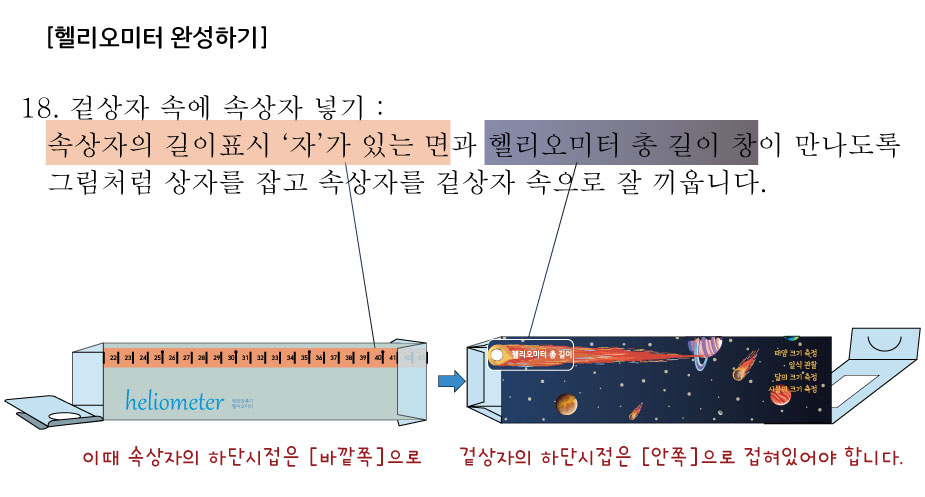 [헬리오미터 완성하기]
18. 겉상자 속에 속상자 넣기 :
속상자의 길이표시 ‘자’가 있는 면과 헬리오미터 총 길이 창이 만나도록
그림처럼 상자를 잡고 속상자를 겉상자 속으로 잘 끼웁니다.
22 23 24 25 26 27 28 29 30 31 32 33 34 35 36 37 38 39 40 41
heliometer
헬리오미터 총 길이
태양 크기 측정
일식 관찰
달의 크기 측정
사물의 크기 측정
이때 속상자의 하단시접은 [바깥쪽]으로 겉상자의 하단시접은 [안쪽]으로 접혀있어야 합니다.